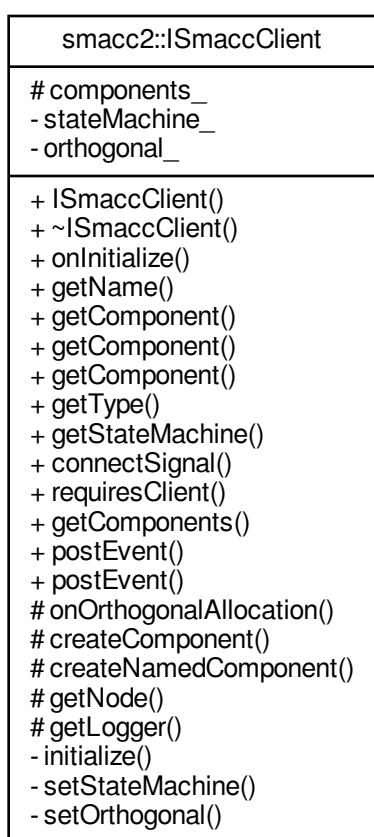 smacc2::ISmaccClient
# components_
- stateMachine_
- orthogonal_
+ ISmaccClient()
+ ~ISmaccClient()
+ onInitialize()
+ getName()
+ getComponent()
+ getComponent()
+ getComponent()
+ getType()
+ getStateMachine()
+ connectSignal()
+ requiresClient()
+ getComponents()
+ postEvent()
+ postEvent()
# onOrthogonalAllocation()
# createComponent()
# createNamedComponent()
# getNode()
# getLogger()
- initialize()
- setStateMachine()
- setOrthogonal()